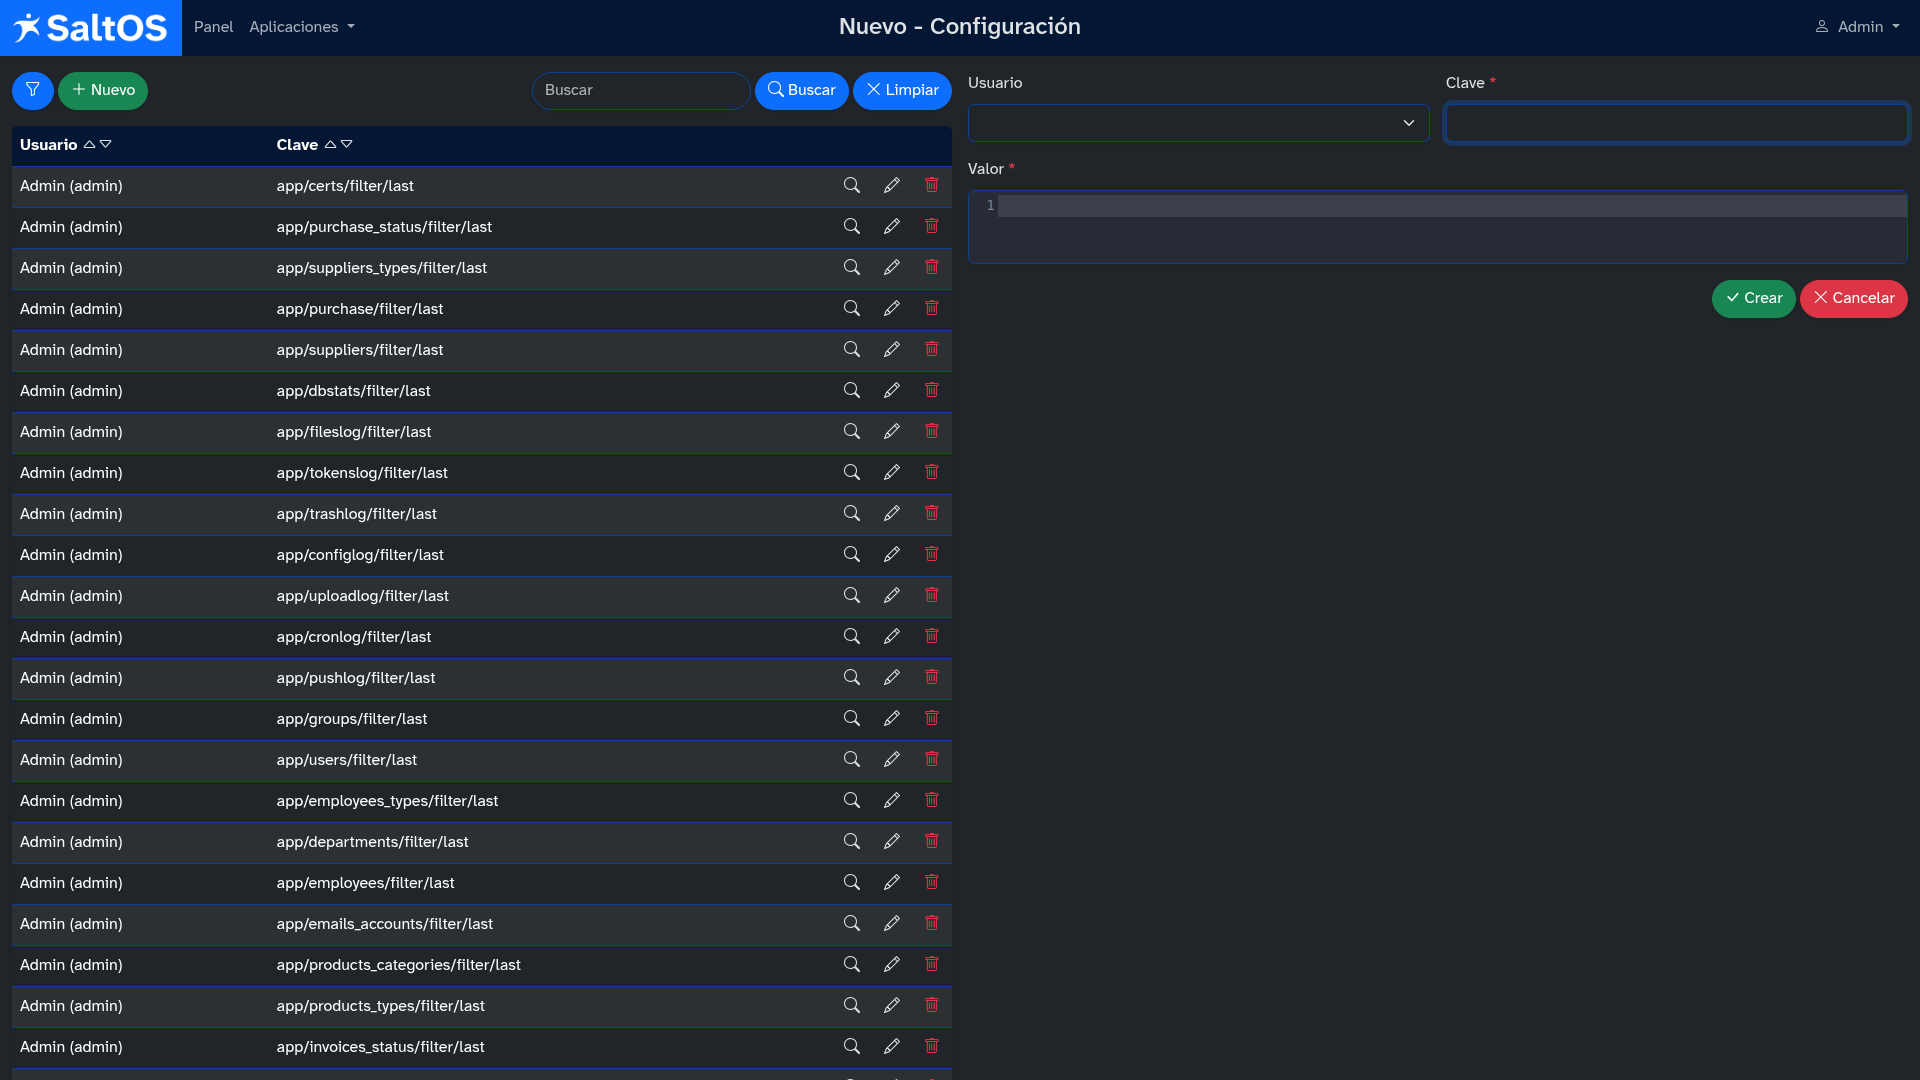 SaltOS Panel Aplicaciones Nuevo - Configuración Admin
Nuevo Buscar Buscar Limpiar
Usuario Clave
Admin (admin) app/certs/filter/last
Admin (admin) app/purchase_status/filter/last
Admin (admin) app/suppliers_types/filter/last
Admin (admin) app/purchase/filter/last
Admin (admin) app/suppliers/filter/last
Admin (admin) app/dbstats/filter/last
Admin (admin) app/fileslog/filter/last
Admin (admin) app/tokenslog/filter/last
Admin (admin) app/trashlog/filter/last
Admin (admin) app/configlog/filter/last
Admin (admin) app/uploadlog/filter/last
Admin (admin) app/cronlog/filter/last
Admin (admin) app/pushlog/filter/last
Admin (admin) app/groups/filter/last
Admin (admin) app/users/filter/last
Admin (admin) app/employees_types/filter/last
Admin (admin) app/departments/filter/last
Admin (admin) app/employees/filter/last
Admin (admin) app/emails_accounts/filter/last
Admin (admin) app/products_categories/filter/last
Admin (admin) app/products_types/filter/last
Admin (admin) app/invoices_status/filter/last
Usuario Clave *
Valor *
1
Crear Cancelar